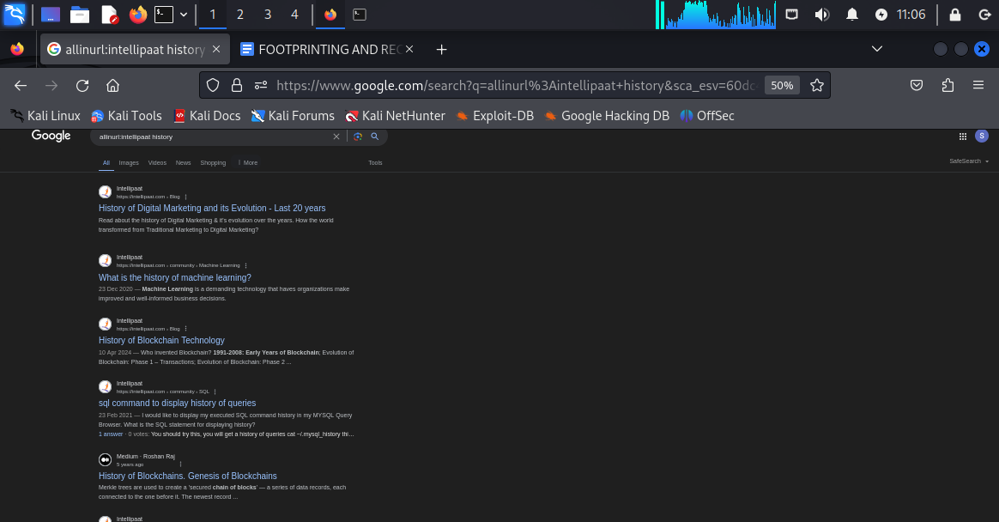 1 2 3 4
11:06
allinurl:intellipaat history
FOOTPRINTING AND REC
https://www.google.com/search?q=allinurl%3Aintellipaat+history&sca_esv=60dc
50%
Kali Linux Kali Tools Kali Docs Kali Forums Kali NetHunter Exploit-DB Google Hacking DB OffSec
Google
allinurl:intellipaat history
S
All Images Videos News Shopping More Tools
SafeSearch
Intellipaat
https://intellipaat.com › Blog
History of Digital Marketing and its Evolution - Last 20 years
Read about the history of Digital Marketing & it's evolution over the years. How the world
transformed from Traditional Marketing to Digital Marketing?
Intellipaat
https://intellipaat.com › community › Machine Learning
What is the history of machine learning?
23 Dec 2020 — Machine Learning is a demanding technology that haves organizations make
improved and well-informed business decisions.
Intellipaat
https://intellipaat.com › Blog
History of Blockchain Technology
10 Apr 2024 — Who invented Blockchain? 1991-2008: Early Years of Blockchain; Evolution of
Blockchain: Phase 1 – Transactions; Evolution of Blockchain: Phase 2 ...
Intellipaat
https://intellipaat.com › community › SQL
sql command to display history of queries
23 Feb 2021 — I would like to display my executed SQL command history in my MYSQL Query
Browser. What is the SQL statement for displaying history?
1 answer · 0 votes: You should try this, you will get a history of queries cat ~/.mysql_history thi...
Medium · Roshan Raj
5 years ago
History of Blockchains. Genesis of Blockchains
Merkle trees are used to create a 'secured chain of blocks' — a series of data records, each
connected to the one before it. The newest record ...
Intellipaat